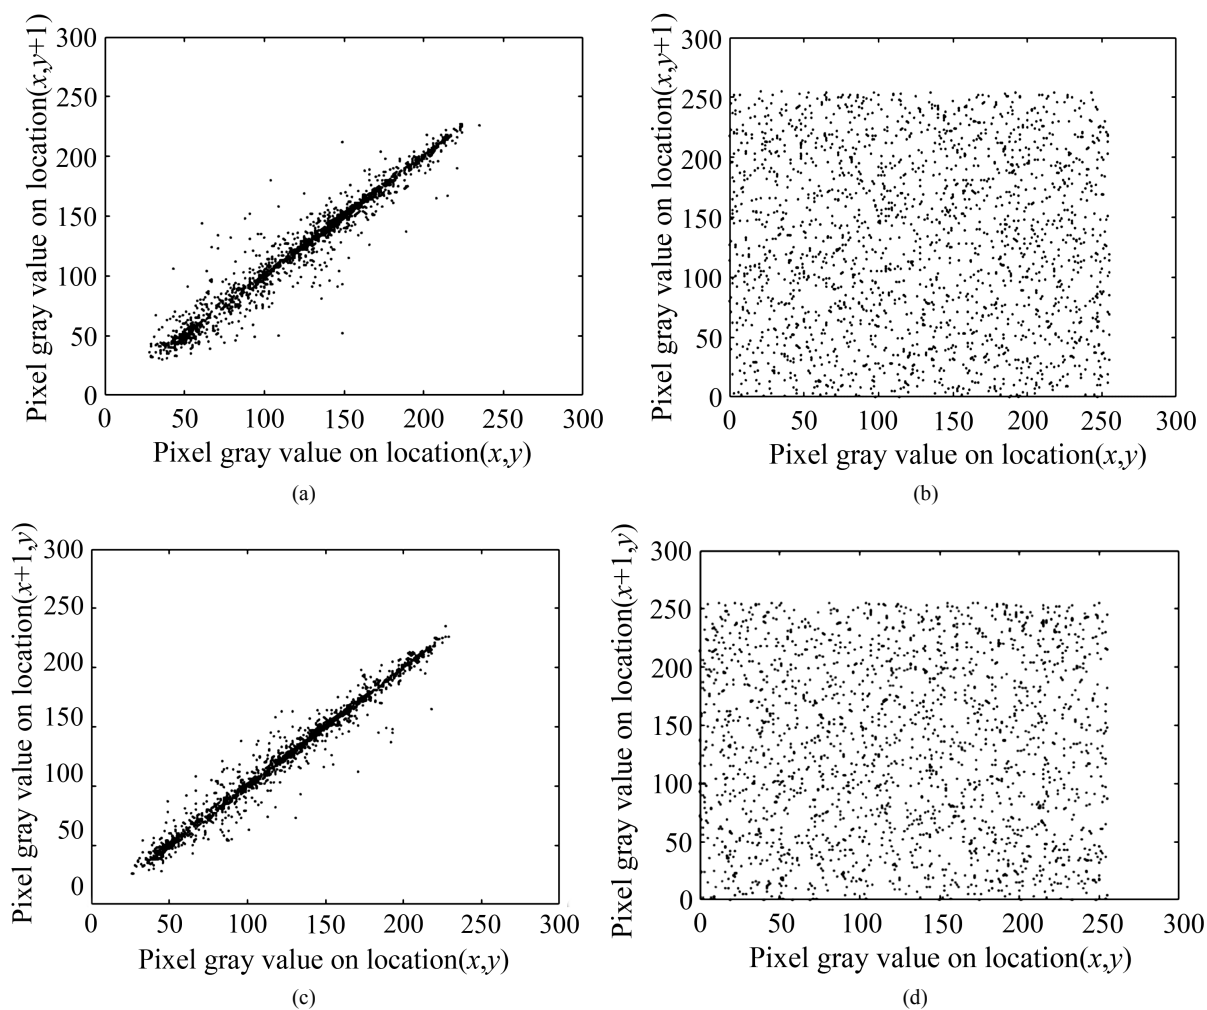 Pixel gray value on location(x,y+1)
300
250
200
150
100
50
0
0 50 100 150 200 250 300
Pixel gray value on location(x,y)
(a)
Pixel gray value on location(x,y+1)
300
250
200
150
100
50
0
0 50 100 150 200 250 300
Pixel gray value on location(x,y)
(b)
Pixel gray value on location(x+1,y)
300
250
200
150
100
50
0
0 50 100 150 200 250 300
Pixel gray value on location(x,y)
(c)
Pixel gray value on location(x+1,y)
300
250
200
150
100
50
0
0 50 100 150 200 250 300
Pixel gray value on location(x,y)
(d)